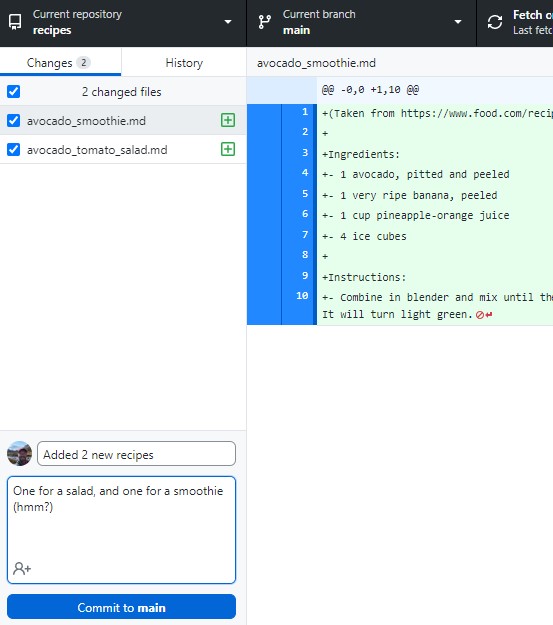 Current repository
recipes
Current branch
main
Fetch
Last
Changes 2
History
2 changed files
avocado_smoothie.md
avocado_tomato_salad.md
avocado_smoothie.md
@@ -0,0 +1,10 @@
1 +(Taken from https://www.food.com/
2 +
3 +Ingredients:
4 +- 1 avocado, pitted and peeled
5 +- 1 very ripe banana, peeled
6 +- 1 cup pineapple-orange juice
7 +- 4 ice cubes
8 +
9 +Instructions:
10 +- Combine in blender and mix until
It will turn light green.
Added 2 new recipes
One for a salad, and one for a smoothie
(hmm?)
Commit to main